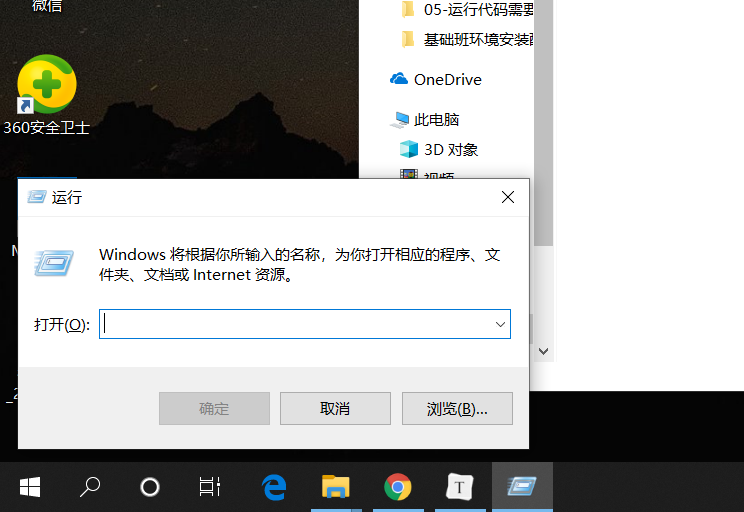 微信
05-运行代码需要
基础班环境安装配
OneDrive
此电脑
3D 对象
视频
360安全卫士
运行
Windows 将根据你所输入的名称，为你打开相应的程序、文
件夹、文档或 Internet 资源。
打开(O):
确定
取消
浏览(B)...
T